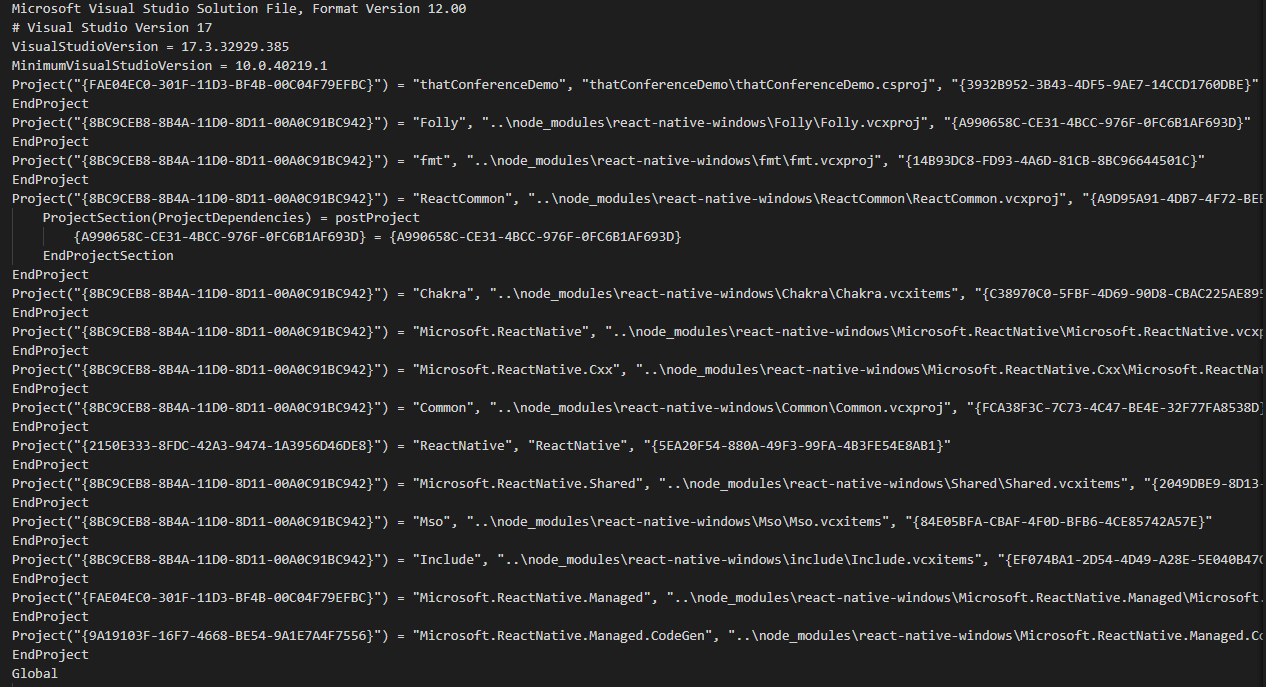 Microsoft Visual Studio Solution File, Format Version 12.00
# Visual Studio Version 17
VisualStudioVersion = 17.3.32929.385
MinimumVisualStudioVersion = 10.0.40219.1
Project("{FAE04EC0-301F-11D3-BF4B-00C04F79EFBC}") = "thatConferenceDemo", "thatConferenceDemo\thatConferenceDemo.csproj", "{3932B952-3B43-4DF5-9AE7-14CCD1760DBE}"
EndProject
Project("{8BC9CEB8-8B4A-11D0-8D11-00A0C91BC942}") = "Folly", "..\node_modules\react-native-windows\Folly\Folly.vcxproj", "{A990658C-CE31-4BCC-976F-0FC6B1AF693D}"
EndProject
Project("{8BC9CEB8-8B4A-11D0-8D11-00A0C91BC942}") = "fmt", "..\node_modules\react-native-windows\fmt\fmt.vcxproj", "{14B93DC8-FD93-4A6D-81CB-8BC96644501C}"
EndProject
Project("{8BC9CEB8-8B4A-11D0-8D11-00A0C91BC942}") = "ReactCommon", "..\node_modules\react-native-windows\ReactCommon\ReactCommon.vcxproj", "{A9D95A91-4DB7-4F72-BEB
    ProjectSection(ProjectDependencies) = postProject
        {A990658C-CE31-4BCC-976F-0FC6B1AF693D} = {A990658C-CE31-4BCC-976F-0FC6B1AF693D}
    EndProjectSection
EndProject
Project("{8BC9CEB8-8B4A-11D0-8D11-00A0C91BC942}") = "Chakra", "..\node_modules\react-native-windows\Chakra\Chakra.vcxitems", "{C38970C0-5FBF-4D69-90D8-CBAC225AE895
EndProject
Project("{8BC9CEB8-8B4A-11D0-8D11-00A0C91BC942}") = "Microsoft.ReactNative", "..\node_modules\react-native-windows\Microsoft.ReactNative\Microsoft.ReactNative.vcxp
EndProject
Project("{8BC9CEB8-8B4A-11D0-8D11-00A0C91BC942}") = "Microsoft.ReactNative.Cxx", "..\node_modules\react-native-windows\Microsoft.ReactNative.Cxx\Microsoft.ReactNat
EndProject
Project("{8BC9CEB8-8B4A-11D0-8D11-00A0C91BC942}") = "Common", "..\node_modules\react-native-windows\Common\Common.vcxproj", "{FCA38F3C-7C73-4C47-BE4E-32F77FA8538D}
EndProject
Project("{2150E333-8FDC-42A3-9474-1A3956D46DE8}") = "ReactNative", "ReactNative", "{5EA20F54-880A-49F3-99FA-4B3FE54E8AB1}"
EndProject
Project("{8BC9CEB8-8B4A-11D0-8D11-00A0C91BC942}") = "Microsoft.ReactNative.Shared", "..\node_modules\react-native-windows\Shared\Shared.vcxitems", "{2049DBE9-8D13-
EndProject
Project("{8BC9CEB8-8B4A-11D0-8D11-00A0C91BC942}") = "Mso", "..\node_modules\react-native-windows\Mso\Mso.vcxitems", "{84E05BFA-CBAF-4F0D-BFB6-4CE85742A57E}"
EndProject
Project("{8BC9CEB8-8B4A-11D0-8D11-00A0C91BC942}") = "Include", "..\node_modules\react-native-windows\include\Include.vcxitems", "{EF074BA1-2D54-4D49-A28E-5E040B47C
EndProject
Project("{FAE04EC0-301F-11D3-BF4B-00C04F79EFBC}") = "Microsoft.ReactNative.Managed", "..\node_modules\react-native-windows\Microsoft.ReactNative.Managed\Microsoft.
EndProject
Project("{9A19103F-16F7-4668-BE54-9A1E7A4F7556}") = "Microsoft.ReactNative.Managed.CodeGen", "..\node_modules\react-native-windows\Microsoft.ReactNative.Managed.Co
EndProject
Global